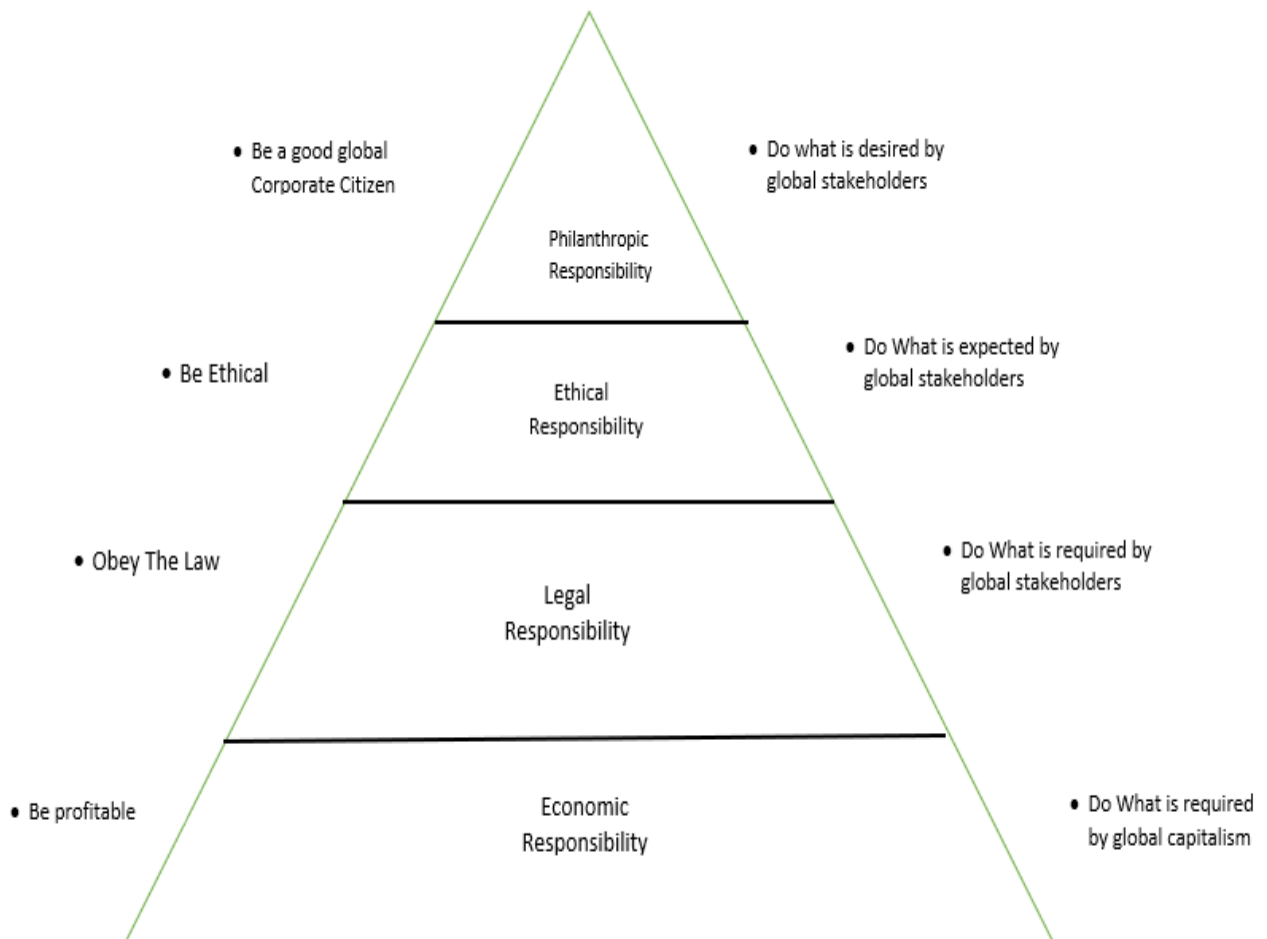 • Be a good global
Corporate Citizen
• Do what is desired by
global stakeholders
Philanthropic
Responsibility
• Be Ethical
• Do What is expected by
global stakeholders
Ethical
Responsibility
• Obey The Law
• Do What is required by
global stakeholders
Legal
Responsibility
• Be profitable
Economic
Responsibility
• Do What is required
by global capitalism